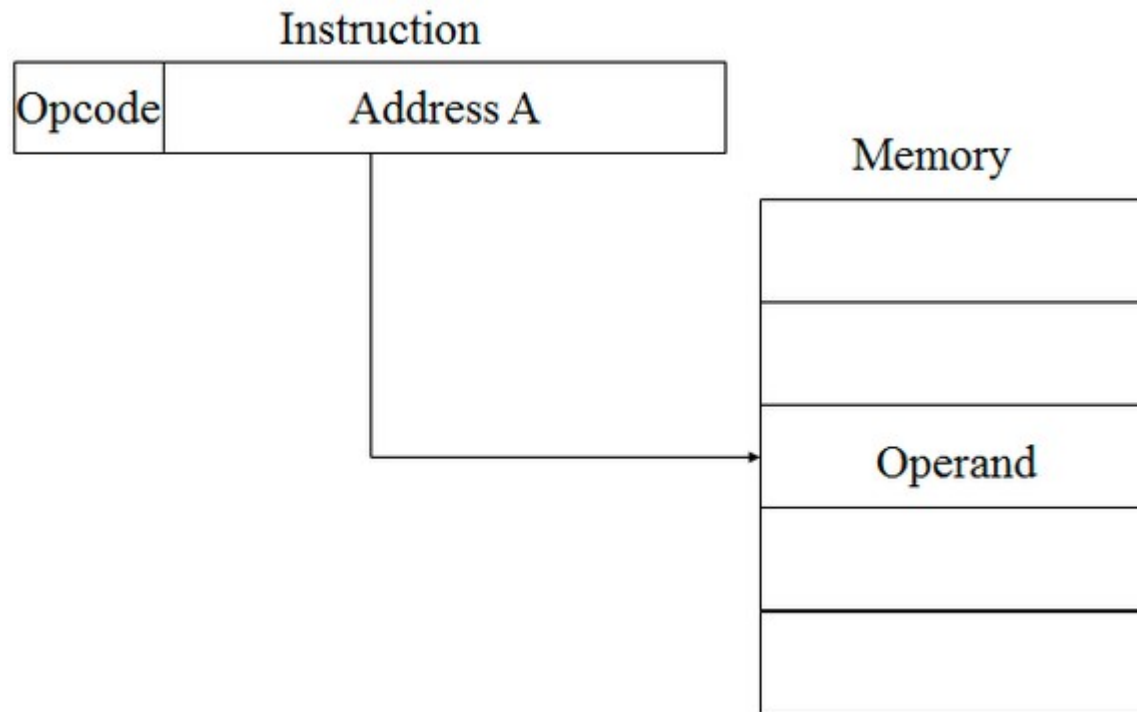 Instruction
Opcode
Address A
Memory
Operand